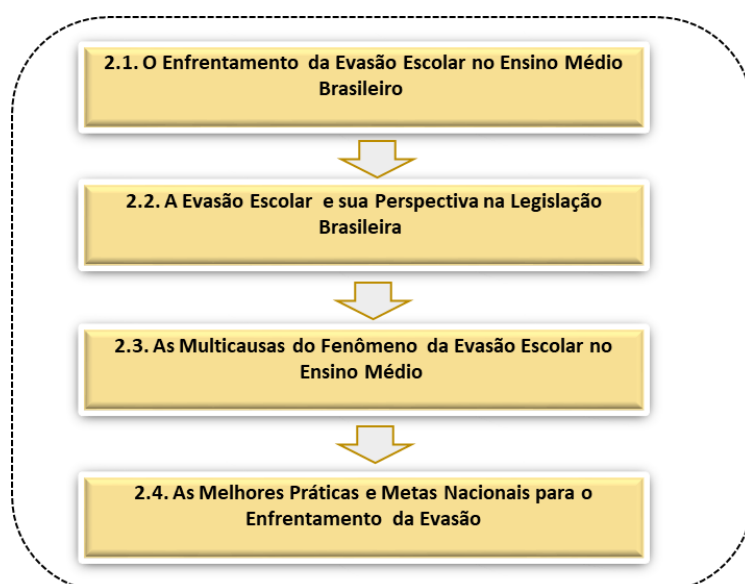 2.1. O Enfrentamento da Evasão Escolar no Ensino Médio
Brasileiro
2.2. A Evasão Escolar e sua Perspectiva na Legislação
Brasileira
2.3. As Multicausas do Fenômeno da Evasão Escolar no
Ensino Médio
2.4. As Melhores Práticas e Metas Nacionais para o
Enfrentamento da Evasão